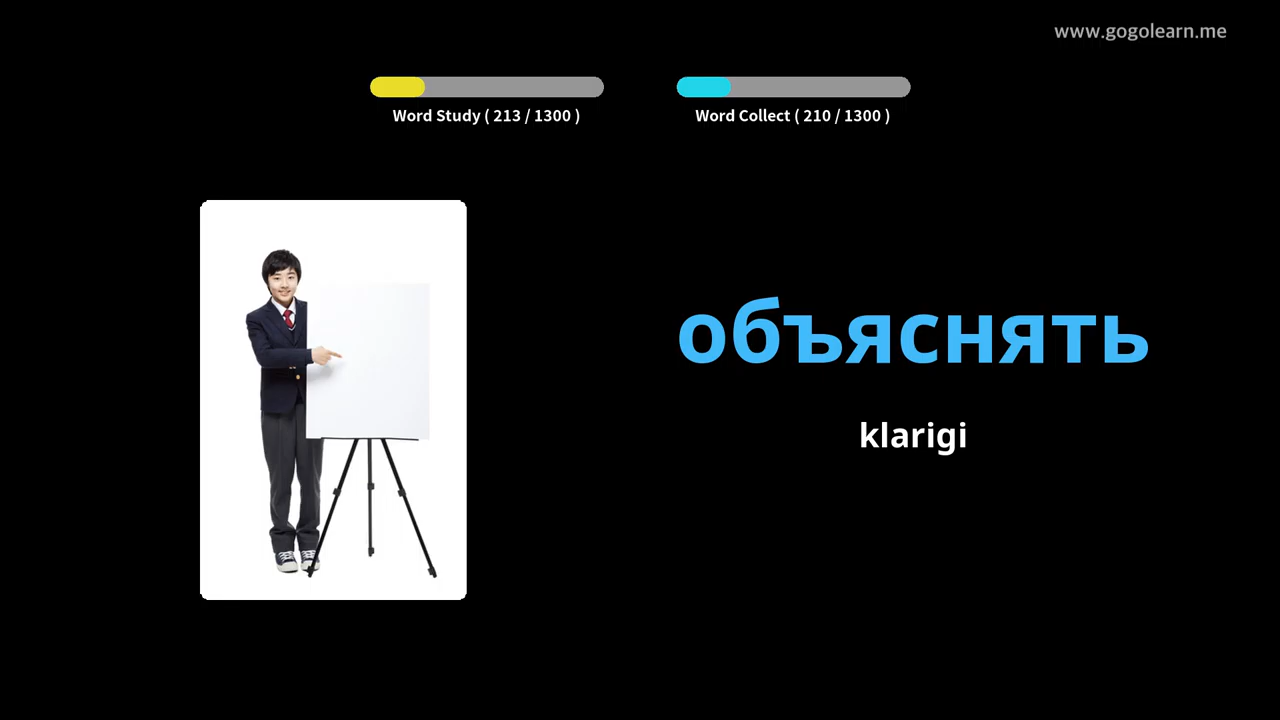 www.gogolearn.me
Word Study ( 213 / 1300 )
Word Collect ( 210 / 1300 )
объяснять
klarigi